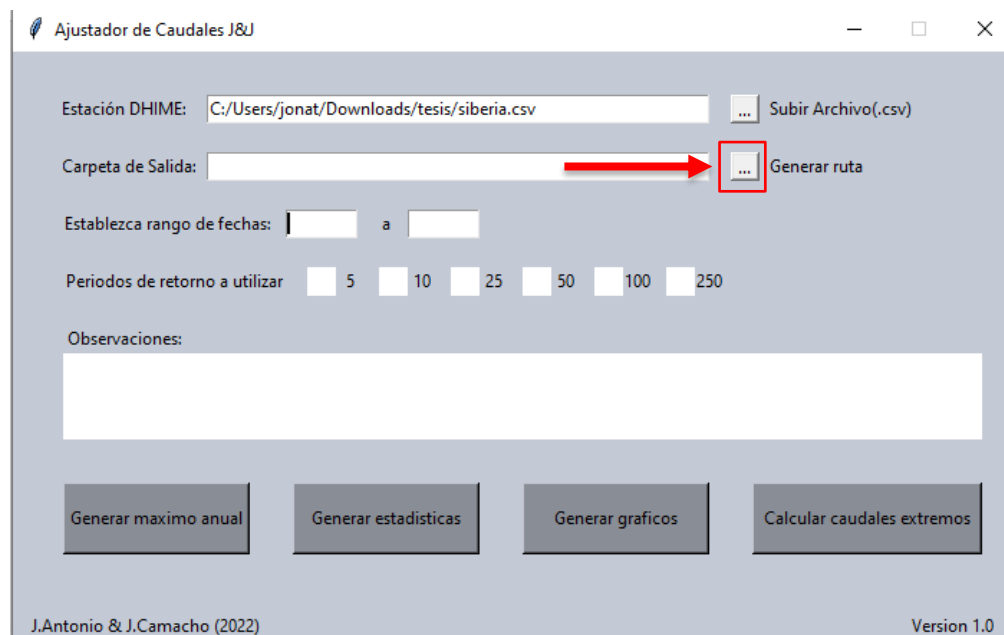 Ajustador de Caudales J&J
Estación DHIME: C:/Users/jonat/Downloads/tesis/siberia.csv ... Subir Archivo(.csv)
Carpeta de Salida: ... Generar ruta
Establezca rango de fechas: a
Periodos de retorno a utilizar 5 10 25 50 100 250
Observaciones:
Generar maximo anual Generar estadisticas Generar graficos Calcular caudales extremos
J.Antonio & J.Camacho (2022) Version 1.0